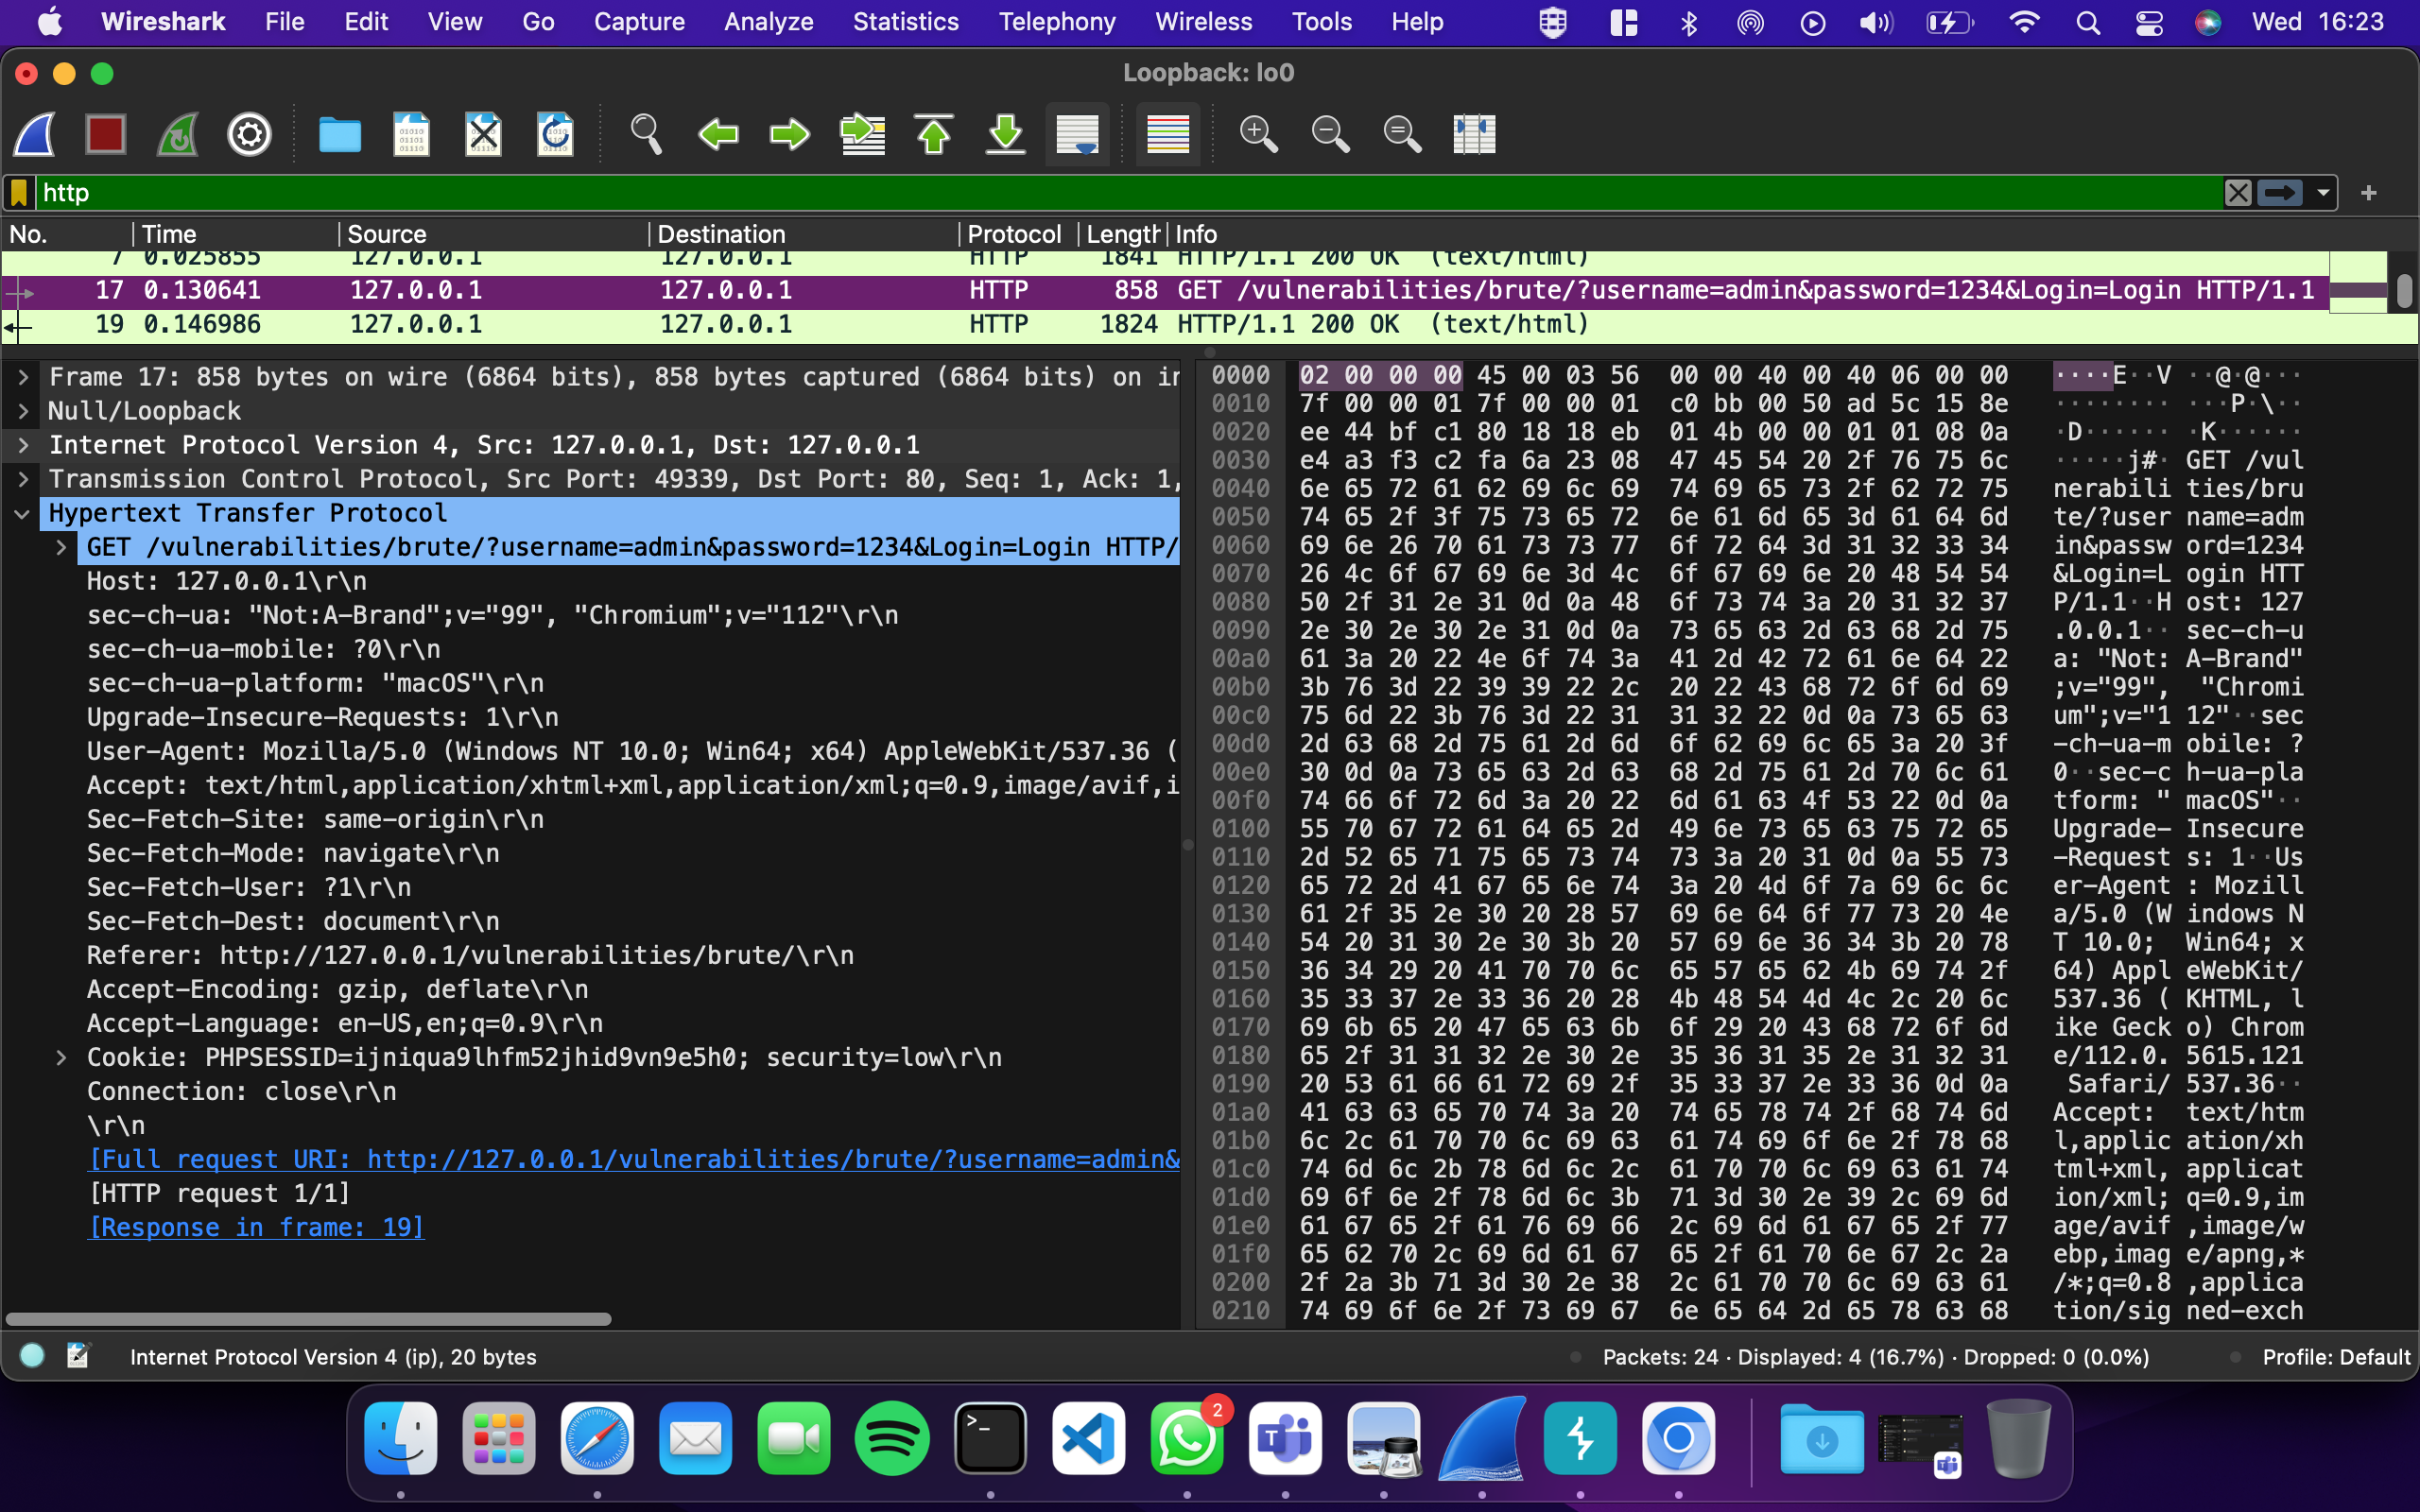 Wireshark File Edit View Go Capture Analyze Statistics Telephony Wireless Tools Help Wed 16:23
Loopback: lo0
http
No. Time Source Destination Protocol Length Info
7 0.025855 127.0.0.1 127.0.0.1 HTTP 1841 HTTP/1.1 200 OK (text/html)
17 0.130641 127.0.0.1 127.0.0.1 HTTP 858 GET /vulnerabilities/brute/?username=admin&password=1234&Login=Login HTTP/1.1
19 0.146986 127.0.0.1 127.0.0.1 HTTP 1824 HTTP/1.1 200 OK (text/html)
Frame 17: 858 bytes on wire (6864 bits), 858 bytes captured (6864 bits) on in
Null/Loopback
Internet Protocol Version 4, Src: 127.0.0.1, Dst: 127.0.0.1
Transmission Control Protocol, Src Port: 49339, Dst Port: 80, Seq: 1, Ack: 1,
Hypertext Transfer Protocol
GET /vulnerabilities/brute/?username=admin&password=1234&Login=Login HTTP/
Host: 127.0.0.1\r\n
sec-ch-ua: "Not:A-Brand";v="99", "Chromium";v="112"\r\n
sec-ch-ua-mobile: ?0\r\n
sec-ch-ua-platform: "macOS"\r\n
Upgrade-Insecure-Requests: 1\r\n
User-Agent: Mozilla/5.0 (Windows NT 10.0; Win64; x64) AppleWebKit/537.36 (
Accept: text/html,application/xhtml+xml,application/xml;q=0.9,image/avif,i
Sec-Fetch-Site: same-origin\r\n
Sec-Fetch-Mode: navigate\r\n
Sec-Fetch-User: ?1\r\n
Sec-Fetch-Dest: document\r\n
Referer: http://127.0.0.1/vulnerabilities/brute/\r\n
Accept-Encoding: gzip, deflate\r\n
Accept-Language: en-US,en;q=0.9\r\n
Cookie: PHPSESSID=ijniqua9lhfm52jhid9vn9e5h0; security=low\r\n
Connection: close\r\n
\r\n
[Full request URI: http://127.0.0.1/vulnerabilities/brute/?username=admin&
[HTTP request 1/1]
[Response in frame: 19]
0000 02 00 00 00 45 00 03 56 00 00 40 00 40 06 00 00 ····E··V ··@·@···
0010 7f 00 00 01 7f 00 00 01 c0 bb 00 50 ad 5c 15 8e ········ ···P·\··
0020 ee 44 bf c1 80 18 18 eb 01 4b 00 00 01 01 08 0a ·D······ ·K······
0030 e4 a3 f3 c2 fa 6a 23 08 47 45 54 20 2f 76 75 6c ·····j#· GET /vul
0040 6e 65 72 61 62 69 6c 69 74 69 65 73 2f 62 72 75 nerabili ties/bru
0050 74 65 2f 3f 75 73 65 72 6e 61 6d 65 3d 61 64 6d te/?user name=adm
0060 69 6e 26 70 61 73 73 77 6f 72 64 3d 31 32 33 34 in&passw ord=1234
0070 26 4c 6f 67 69 6e 3d 4c 6f 67 69 6e 20 48 54 54 &Login=L ogin HTT
0080 50 2f 31 2e 31 0d 0a 48 6f 73 74 3a 20 31 32 37 P/1.1··H ost: 127
0090 2e 30 2e 30 2e 31 0d 0a 73 65 63 2d 63 68 2d 75 .0.0.1·· sec-ch-u
00a0 61 3a 20 22 4e 6f 74 3a 41 2d 42 72 61 6e 64 22 a: "Not: A-Brand"
00b0 3b 76 3d 22 39 39 22 2c 20 22 43 68 72 6f 6d 69 ;v="99", "Chromi
00c0 75 6d 22 3b 76 3d 22 31 31 32 22 0d 0a 73 65 63 um";v="1 12"··sec
00d0 2d 63 68 2d 75 61 2d 6d 6f 62 69 6c 65 3a 20 3f -ch-ua-m obile: ?
00e0 30 0d 0a 73 65 63 2d 63 68 2d 75 61 2d 70 6c 61 0··sec-c h-ua-pla
00f0 74 66 6f 72 6d 3a 20 22 6d 61 63 4f 53 22 0d 0a tform: " macOS"··
0100 55 70 67 72 61 64 65 2d 49 6e 73 65 63 75 72 65 Upgrade- Insecure
0110 2d 52 65 71 75 65 73 74 73 3a 20 31 0d 0a 55 73 -Request s: 1··Us
0120 65 72 2d 41 67 65 6e 74 3a 20 4d 6f 7a 69 6c 6c er-Agent : Mozill
0130 61 2f 35 2e 30 20 28 57 69 6e 64 6f 77 73 20 4e a/5.0 (W indows N
0140 54 20 31 30 2e 30 3b 20 57 69 6e 36 34 3b 20 78 T 10.0; Win64; x
0150 36 34 29 20 41 70 70 6c 65 57 65 62 4b 69 74 2f 64) Appl eWebKit/
0160 35 33 37 2e 33 36 20 28 4b 48 54 4d 4c 2c 20 6c 537.36 ( KHTML, l
0170 69 6b 65 20 47 65 63 6b 6f 29 20 43 68 72 6f 6d ike Geck o) Chrom
0180 65 2f 31 31 32 2e 30 2e 35 36 31 35 2e 31 32 31 e/112.0. 5615.121
0190 20 53 61 66 61 72 69 2f 35 33 37 2e 33 36 0d 0a Safari/ 537.36··
01a0 41 63 63 65 70 74 3a 20 74 65 78 74 2f 68 74 6d Accept: text/htm
01b0 6c 2c 61 70 70 6c 69 63 61 74 69 6f 6e 2f 78 68 l,applic ation/xh
01c0 74 6d 6c 2b 78 6d 6c 2c 61 70 70 6c 69 63 61 74 tml+xml, applicat
01d0 69 6f 6e 2f 78 6d 6c 3b 71 3d 30 2e 39 2c 69 6d ion/xml; q=0.9,im
01e0 61 67 65 2f 61 76 69 66 2c 69 6d 61 67 65 2f 77 age/avif ,image/w
01f0 65 62 70 2c 69 6d 61 67 65 2f 61 70 6e 67 2c 2a ebp,imag e/apng,*
0200 2f 2a 3b 71 3d 30 2e 38 2c 61 70 70 6c 69 63 61 /*;q=0.8 ,applica
0210 74 69 6f 6e 2f 73 69 67 6e 65 64 2d 65 78 63 68 tion/sig ned-exch
Internet Protocol Version 4 (ip), 20 bytes
Packets: 24 · Displayed: 4 (16.7%) · Dropped: 0 (0.0%)
Profile: Default
2